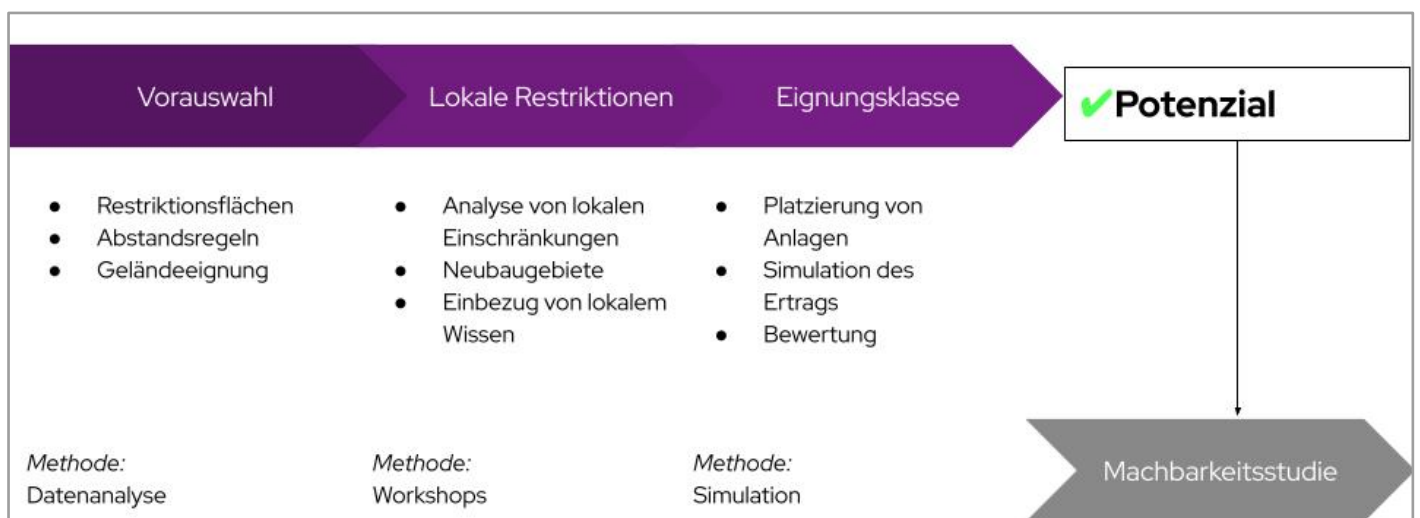 Vorauswahl
Lokale Restriktionen
Eignungsklasse
✔Potenzial
● Restriktionsflächen
● Abstandsregeln
● Geländeeignung
● Analyse von lokalen
Einschränkungen
● Neubaugebiete
● Einbezug von lokalem
Wissen
● Platzierung von
Anlagen
● Simulation des
Ertrags
● Bewertung
Methode:
Datenanalyse
Methode:
Workshops
Methode:
Simulation
Machbarkeitsstudie